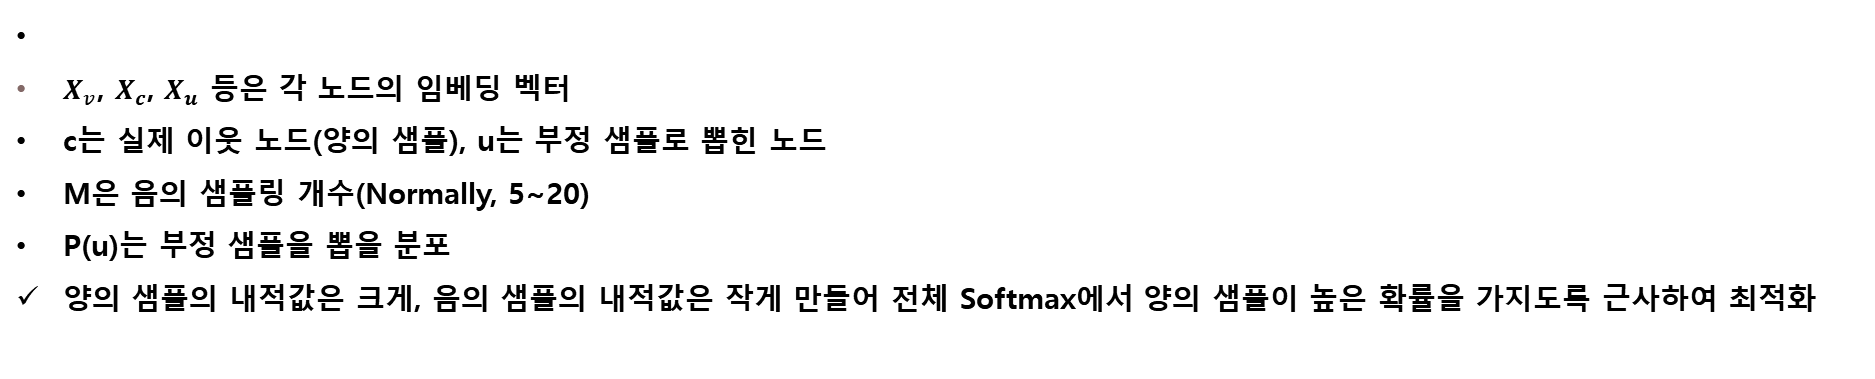 •
• X_v, X_c, X_u 등은 각 노드의 임베딩 벡터
• c는 실제 이웃 노드(양의 샘플), u는 부정 샘플로 뽑힌 노드
• M은 음의 샘플링 개수(Normally, 5~20)
• P(u)는 부정 샘플을 뽑을 분포
✓ 양의 샘플의 내적값은 크게, 음의 샘플의 내적값은 작게 만들어 전체 Softmax에서 양의 샘플이 높은 확률을 가지도록 근사하여 최적화